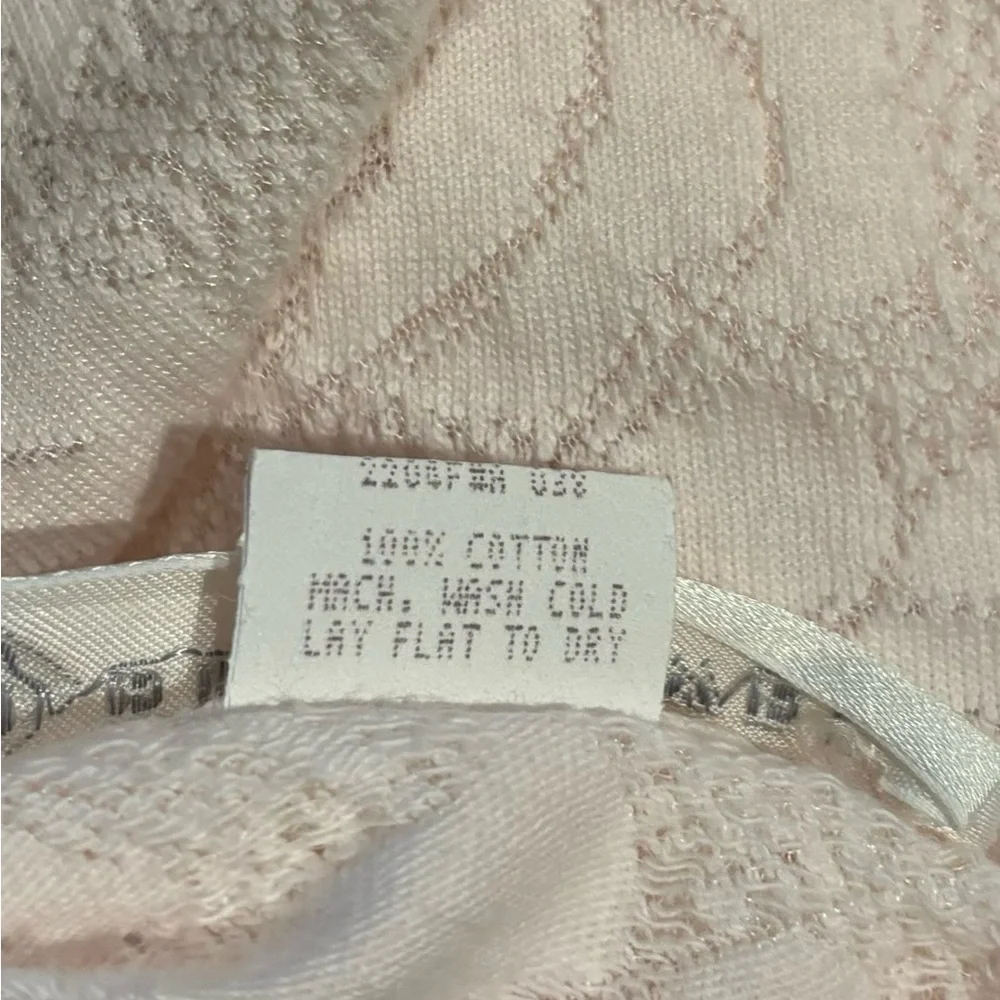 100% COTTON
MACH. WASH COLD
LAY FLAT TO DRY